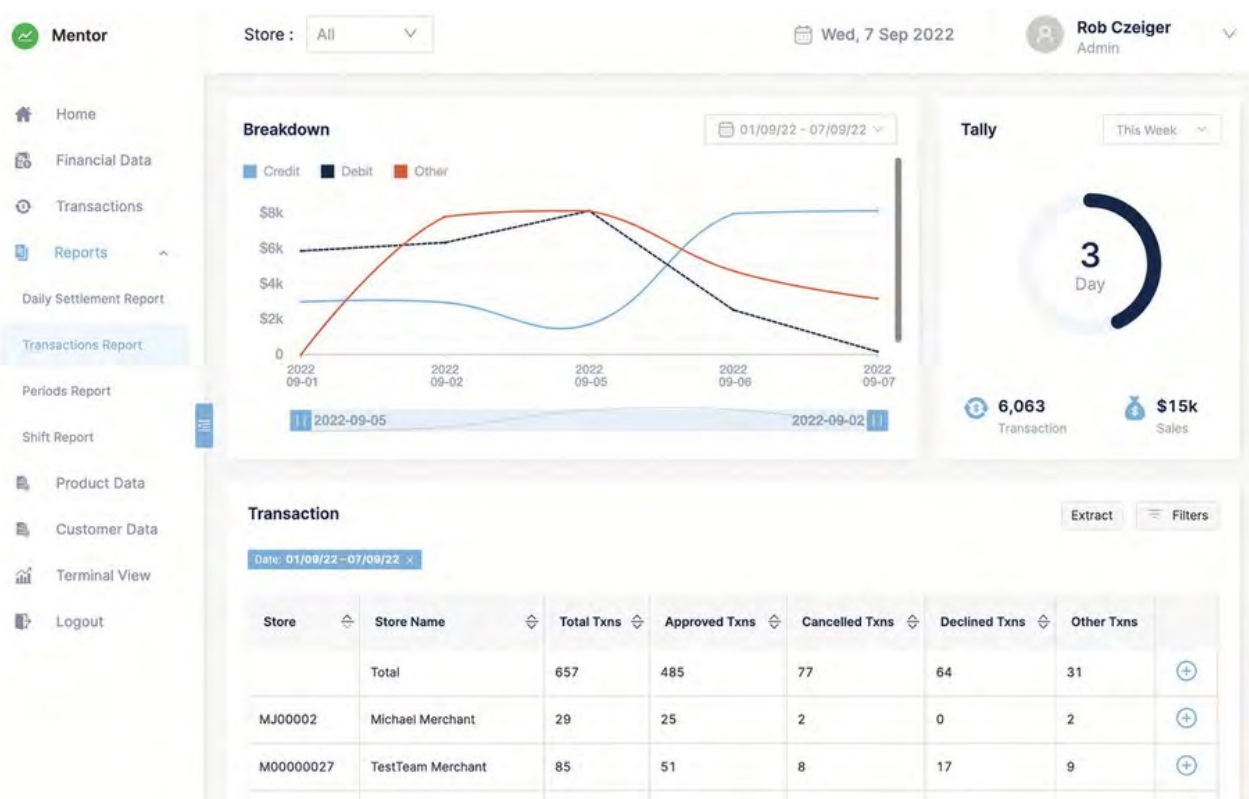 Mentor
Store : All
Wed, 7 Sep 2022
Rob Czeiger
Admin
Home
Financial Data
Transactions
Reports
Daily Settlement Report
Transactions Report
Periods Report
Shift Report
Product Data
Customer Data
Terminal View
Logout
Breakdown
01/09/22 - 07/09/22
Credit Debit Other
$8k
$6k
$4k
$2k
0
2022 2022 2022 2022 2022
09-01 09-02 09-05 09-06 09-07
2022-09-05 2022-09-02
Tally
This Week
3
Day
6,063 $15k
Transaction Sales
Transaction
Extract Filters
Date: 01/09/22-07/09/22 ×
Store Store Name Total Txns Approved Txns Cancelled Txns Declined Txns Other Txns
Total 657 485 77 64 31
MJ00002 Michael Merchant 29 25 2 0 2
M00000027 TestTeam Merchant 85 51 8 17 9